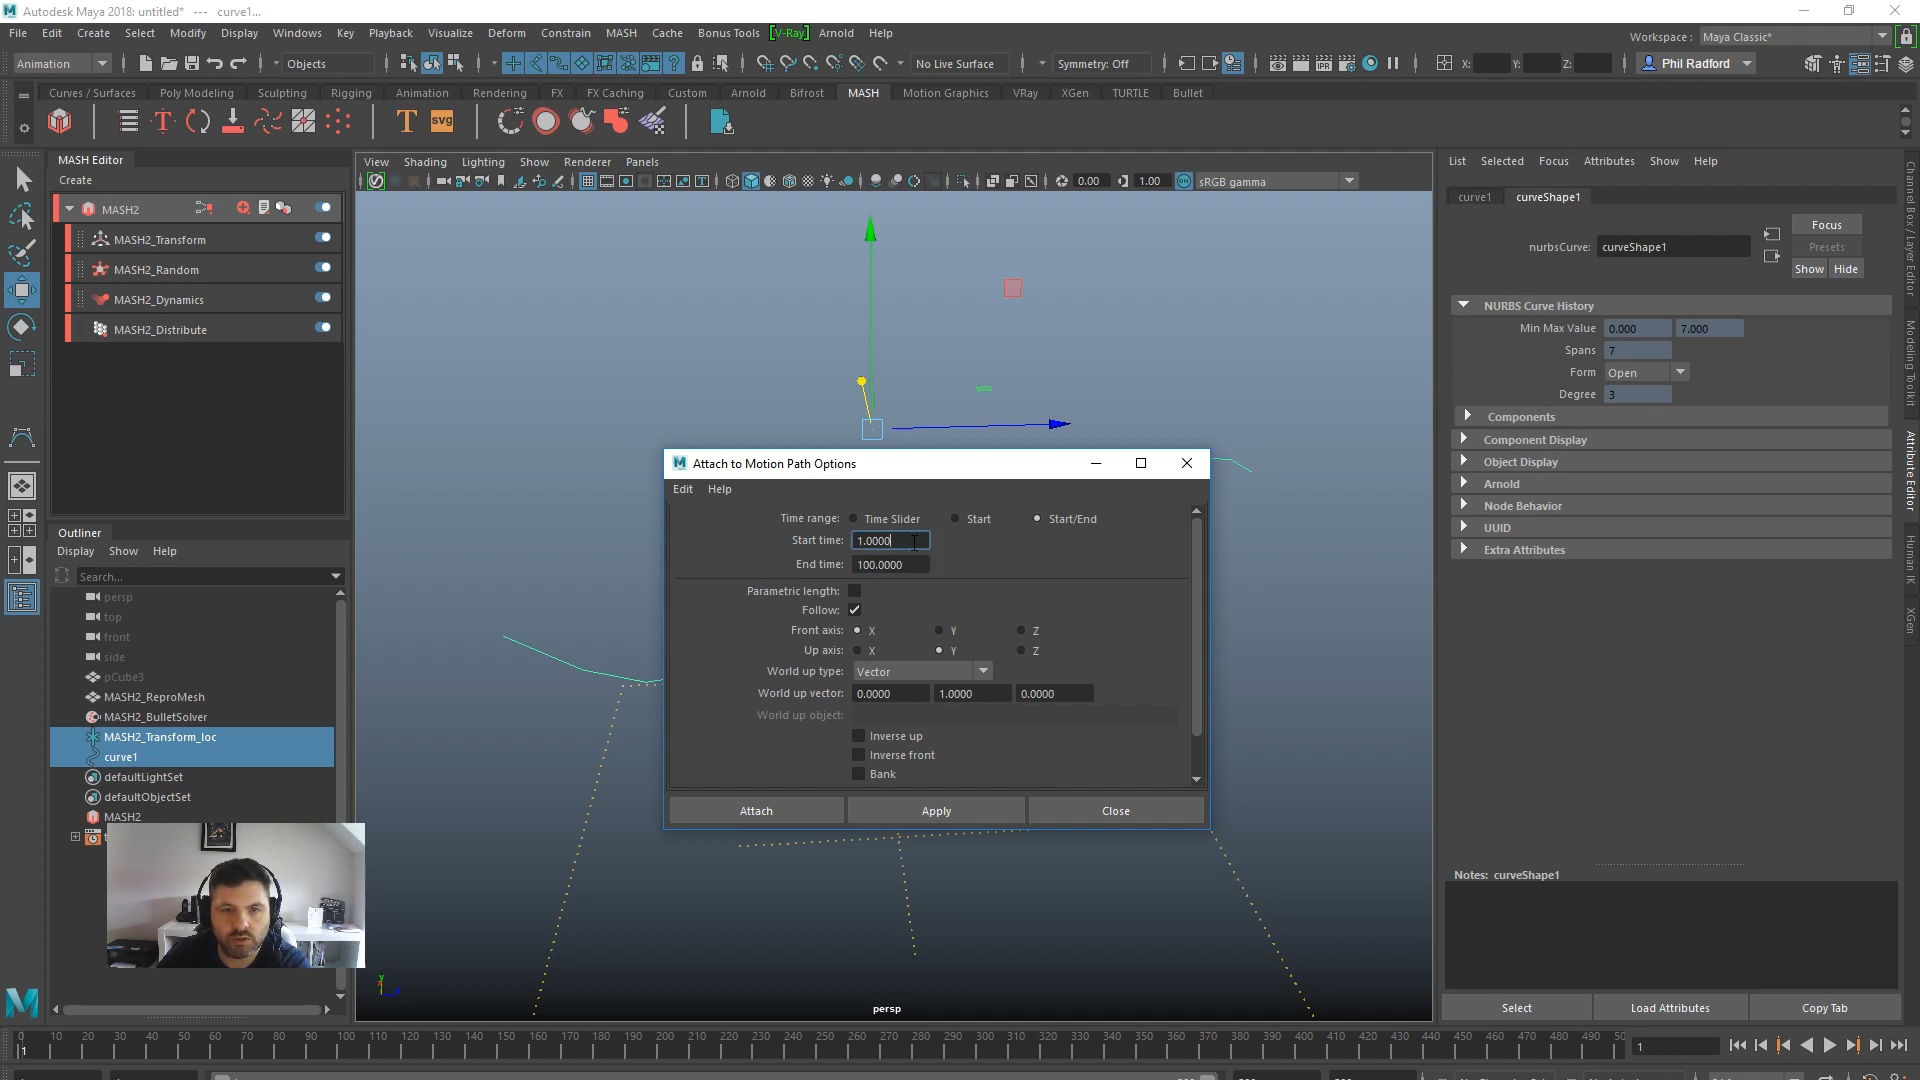 Autodesk Maya 2018: untitled* --- curve1...
File Edit Create Select Modify Display Windows Key Playback Visualize Deform Constrain MASH Cache Bonus Tools [V-Ray] Arnold Help
Workspace : Maya Classic*
Animation Objects No Live Surface Symmetry: Off X: Y: Z: Phil Radford
Curves / Surfaces Poly Modeling Sculpting Rigging Animation Rendering FX FX Caching Custom Arnold Bifrost MASH Motion Graphics VRay XGen TURTLE Bullet
T T SVG
MASH Editor
Create
MASH2
MASH2_Transform
MASH2_Random
MASH2_Dynamics
MASH2_Distribute
Outliner
Display Show Help
Search...
persp
top
front
side
pCube3
MASH2_ReproMesh
MASH2_BulletSolver
MASH2_Transform_loc
curve1
defaultLightSet
defaultObjectSet
MASH2
View Shading Lighting Show Renderer Panels
0.00 1.00 sRGB gamma
Attach to Motion Path Options
Edit Help
Time range: Time Slider Start Start/End
Start time: 1.0000
End time: 100.0000
Parametric length:
Follow:
Front axis: X Y Z
Up axis: X Y Z
World up type: Vector
World up vector: 0.0000 1.0000 0.0000
World up object:
Inverse up
Inverse front
Bank
Attach Apply Close
y
persp
List Selected Focus Attributes Show Help
curve1 curveShape1
Focus
nurbsCurve: curveShape1
Presets
Show Hide
NURBS Curve History
Min Max Value 0.000 7.000
Spans 7
Form Open
Degree 3
Components
Component Display
Object Display
Arnold
Node Behavior
UUID
Extra Attributes
Notes: curveShape1
Select Load Attributes Copy Tab
Channel Box / Layer Editor
Modeling Toolkit
Attribute Editor
Human IK
XGen
0 10 20 30 40 50 60 70 80 90 100 110 120 130 140 150 160 170 180 190 200 210 220 230 240 250 260 270 280 290 300 310 320 330 340 350 360 370 380 390 400 410 420 430 440 450 460 470 480 490 50
1 1